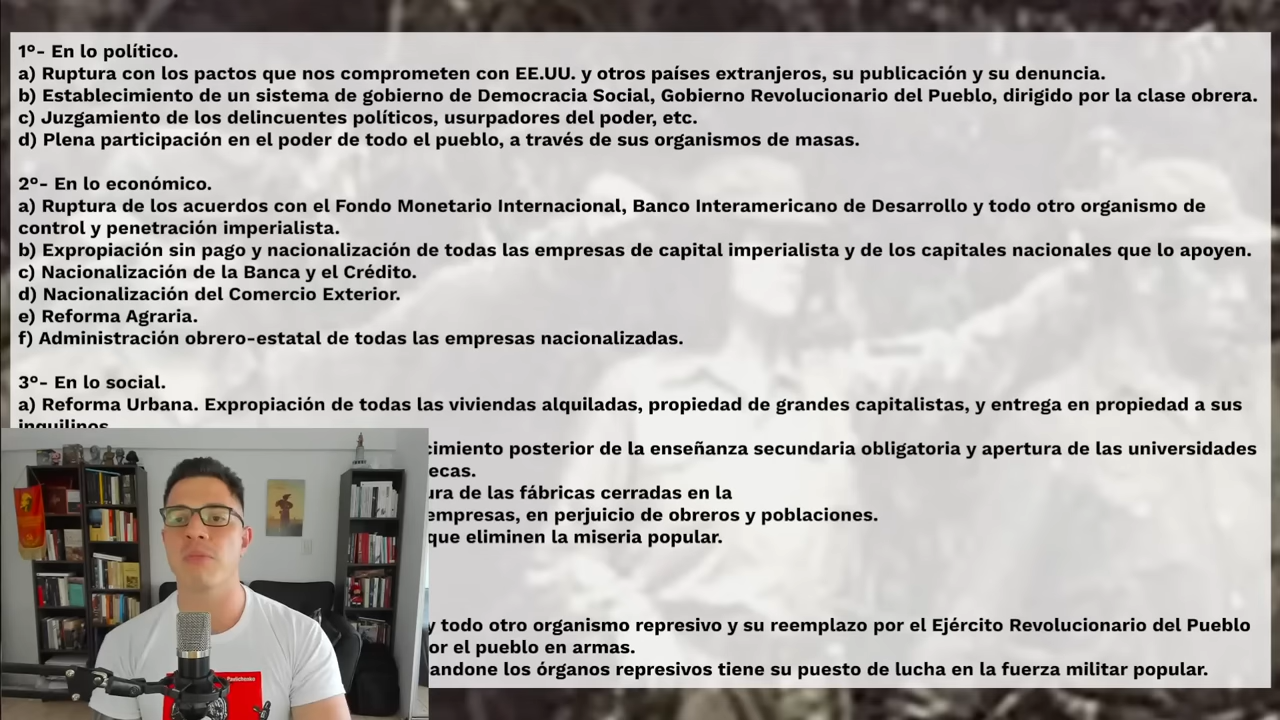 1°- En lo político.
a) Ruptura con los pactos que nos comprometen con EE.UU. y otros países extranjeros, su publicación y su denuncia.
b) Establecimiento de un sistema de gobierno de Democracia Social, Gobierno Revolucionario del Pueblo, dirigido por la clase obrera.
c) Juzgamiento de los delincuentes políticos, usurpadores del poder, etc.
d) Plena participación en el poder de todo el pueblo, a través de sus organismos de masas.
2°- En lo económico.
a) Ruptura de los acuerdos con el Fondo Monetario Internacional, Banco Interamericano de Desarrollo y todo otro organismo de
control y penetración imperialista.
b) Expropiación sin pago y nacionalización de todas las empresas de capital imperialista y de los capitales nacionales que lo apoyen.
c) Nacionalización de la Banca y el Crédito.
d) Nacionalización del Comercio Exterior.
e) Reforma Agraria.
f) Administración obrero-estatal de todas las empresas nacionalizadas.
3°- En lo social.
a) Reforma Urbana. Expropiación de todas las viviendas alquiladas, propiedad de grandes capitalistas, y entrega en propiedad a sus
inquilinos
cimiento posterior de la enseñanza secundaria obligatoria y apertura de las universidades
ecas.
ura de las fábricas cerradas en la
empresas, en perjuicio de obreros y poblaciones.
que eliminen la miseria popular.
y todo otro organismo represivo y su reemplazo por el Ejército Revolucionario del Pueblo
or el pueblo en armas.
andone los órganos represivos tiene su puesto de lucha en la fuerza militar popular.
Pavlichenko